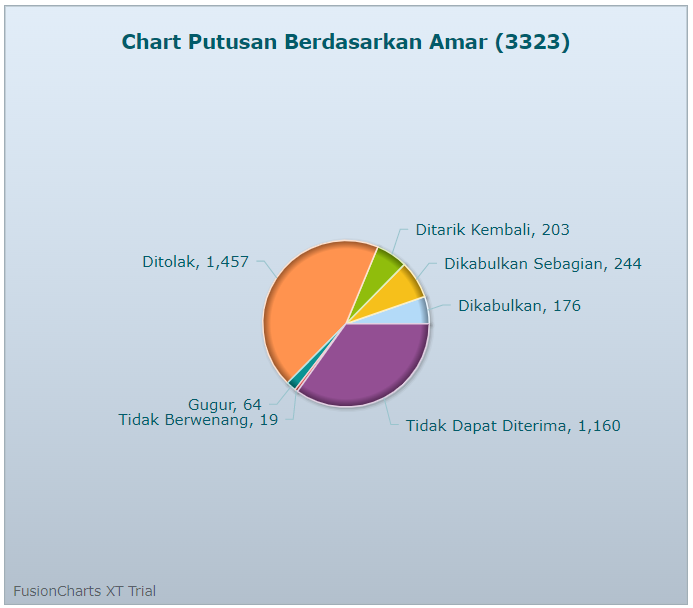 Chart Putusan Berdasarkan Amar (3323)
Ditarik Kembali, 203
Ditolak, 1,457
Dikabulkan Sebagian, 244
Dikabulkan, 176
Gugur, 64
Tidak Berwenang, 19
Tidak Dapat Diterima, 1,160
FusionCharts XT Trial